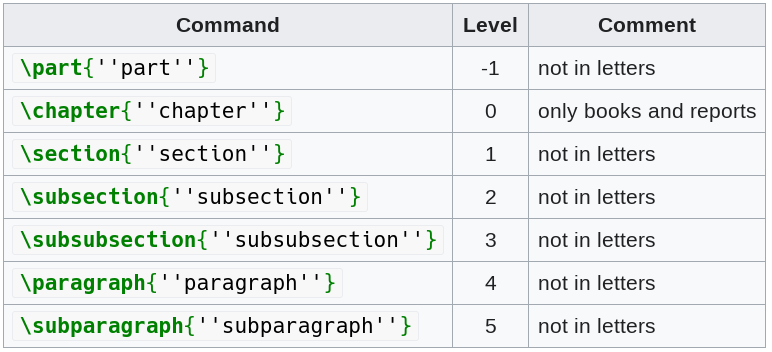 Command Level Comment
\part{''part''} -1 not in letters
\chapter{''chapter''} 0 only books and reports
\section{''section''} 1 not in letters
\subsection{''subsection''} 2 not in letters
\subsubsection{''subsubsection''} 3 not in letters
\paragraph{''paragraph''} 4 not in letters
\subparagraph{''subparagraph''} 5 not in letters